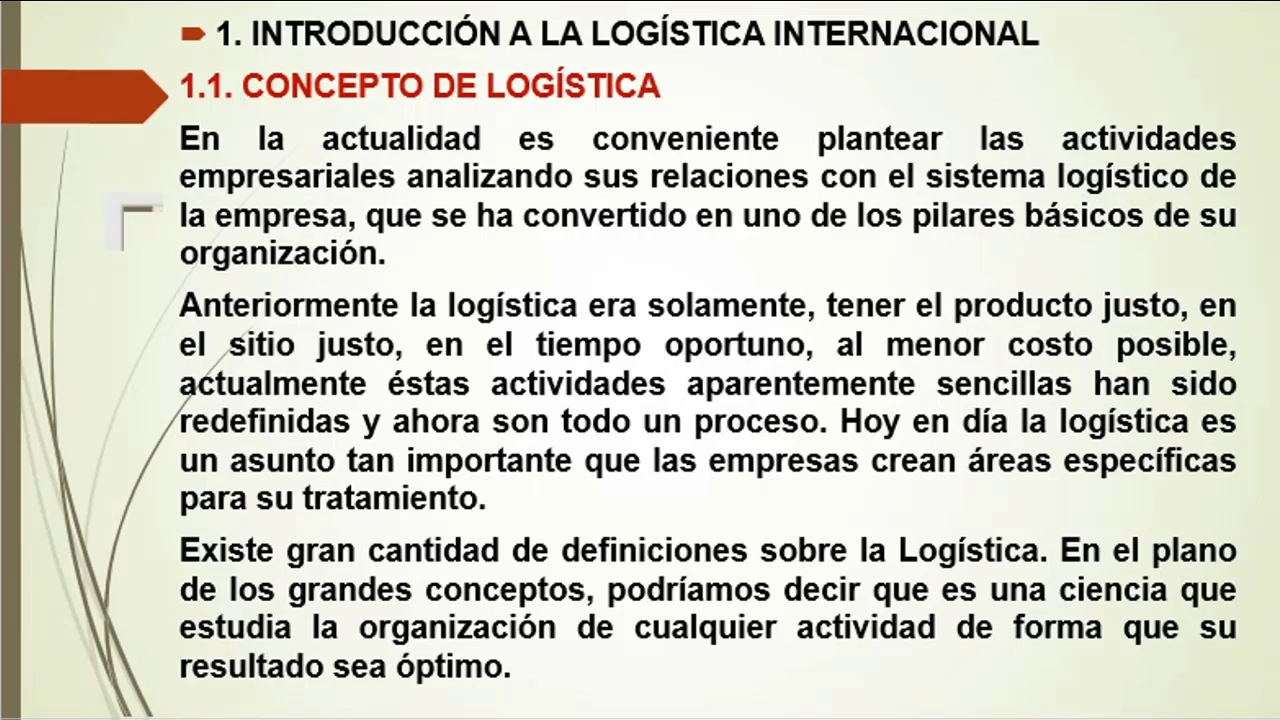 1. INTRODUCCIÓN A LA LOGÍSTICA INTERNACIONAL
1.1. CONCEPTO DE LOGÍSTICA
En la actualidad es conveniente plantear las actividades
empresariales analizando sus relaciones con el sistema logístico de
la empresa, que se ha convertido en uno de los pilares básicos de su
organización.
Anteriormente la logística era solamente, tener el producto justo, en
el sitio justo, en el tiempo oportuno, al menor costo posible,
actualmente éstas actividades aparentemente sencillas han sido
redefinidas y ahora son todo un proceso. Hoy en día la logística es
un asunto tan importante que las empresas crean áreas específicas
para su tratamiento.
Existe gran cantidad de definiciones sobre la Logística. En el plano
de los grandes conceptos, podríamos decir que es una ciencia que
estudia la organización de cualquier actividad de forma que su
resultado sea óptimo.